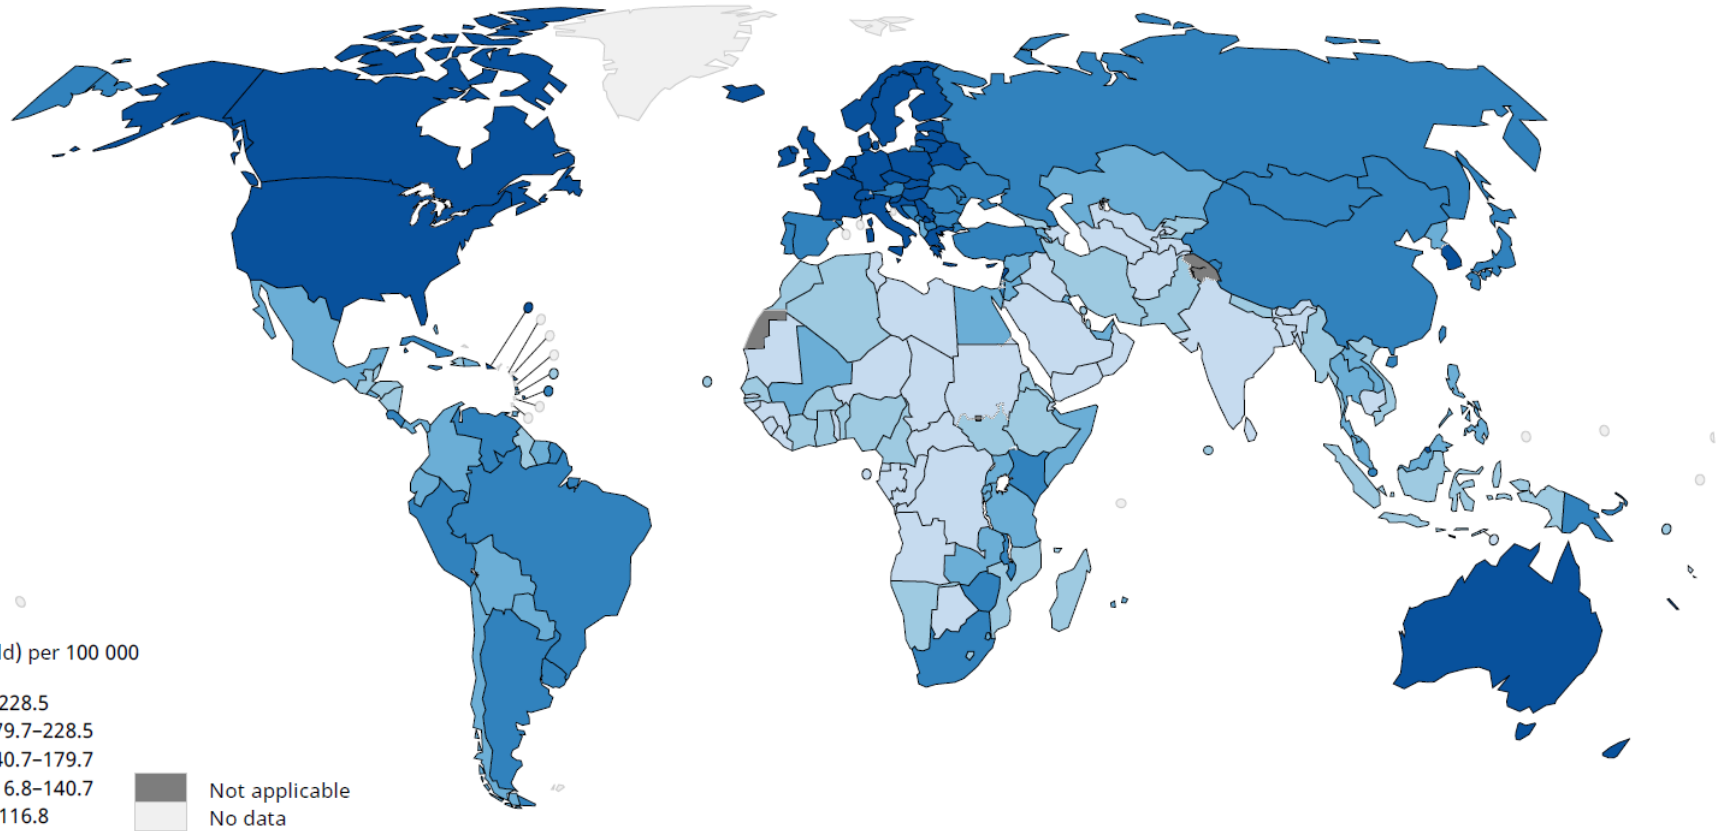 ld) per 100 000
228.5
79.7–228.5
40.7–179.7
6.8–140.7
116.8
Not applicable
No data